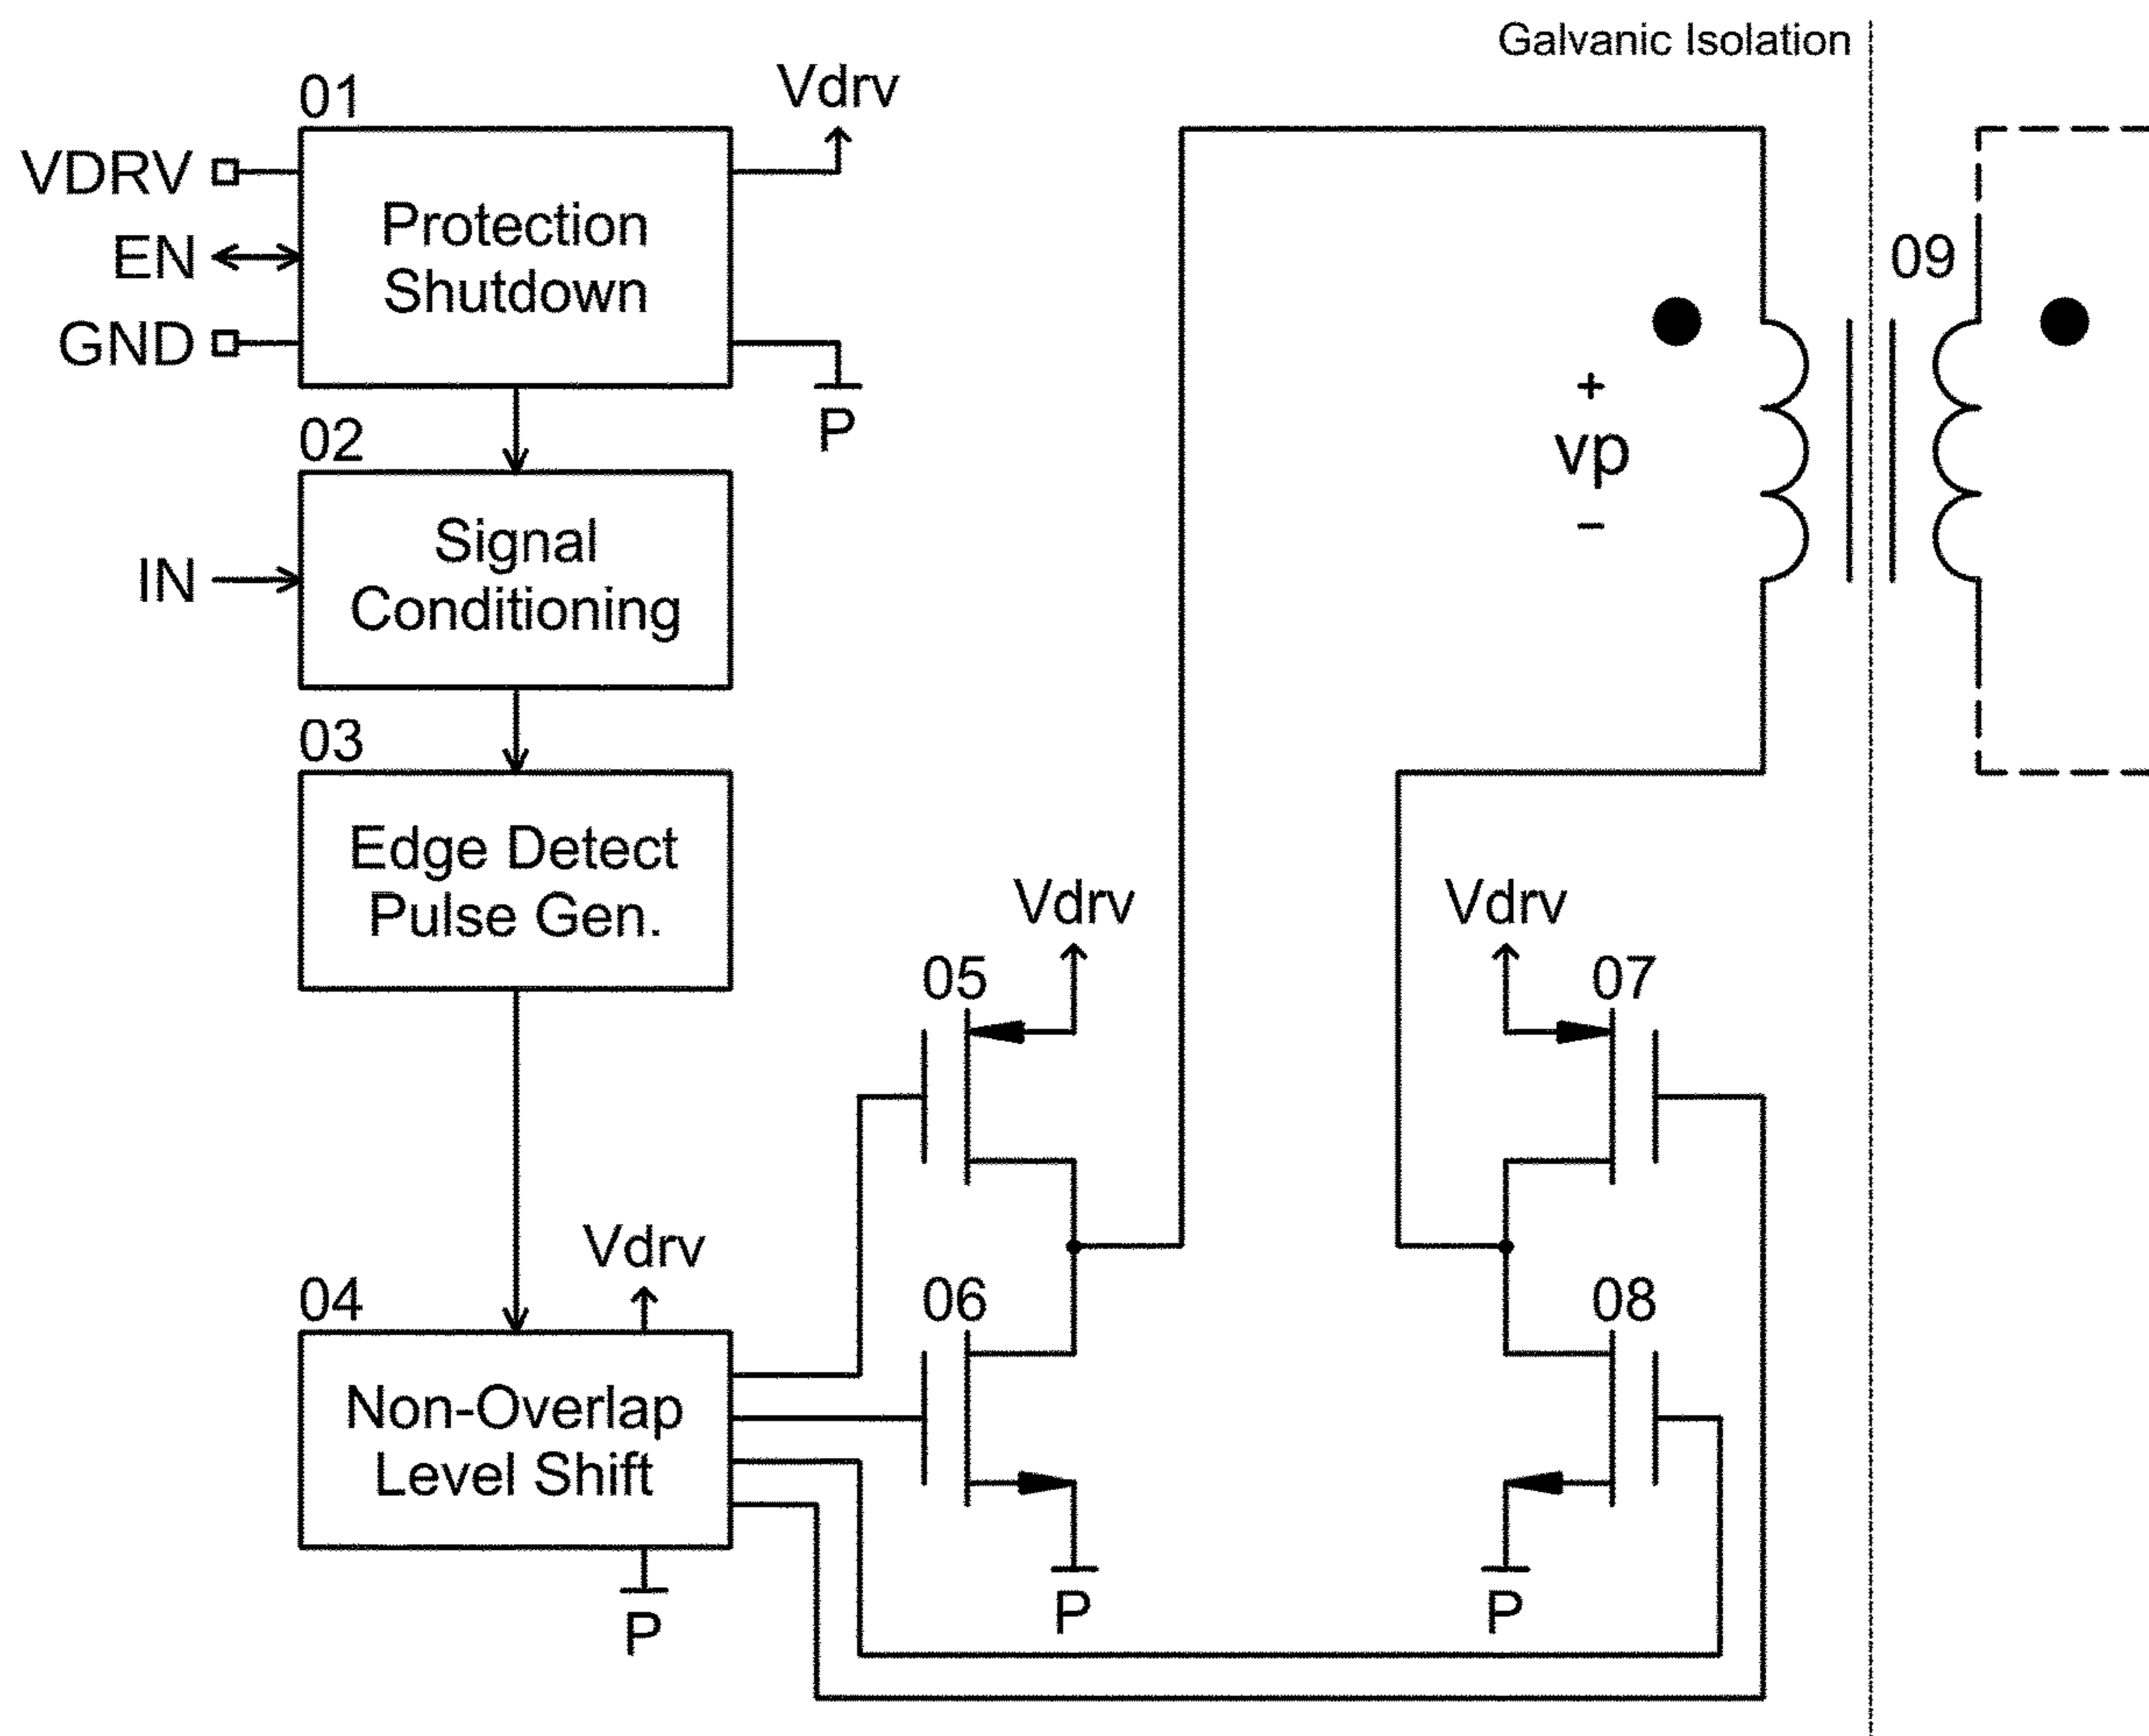 Galvanic Isolation
01
Vdrv
VDRV
Protection
Shutdown
EN
GND
P
09
+
vp
−
02
Signal
Conditioning
IN
03
Edge Detect
Pulse Gen.
Vdrv
Vdrv
05
07
Vdrv
04
06
08
Non-Overlap
Level Shift
P
P
P